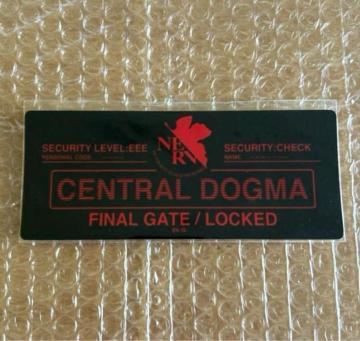 NERV
SECURITY LEVEL:EEE
SECURITY:CHECK
PERSONAL CODE
NAME
CENTRAL DOGMA
FINAL GATE / LOCKED